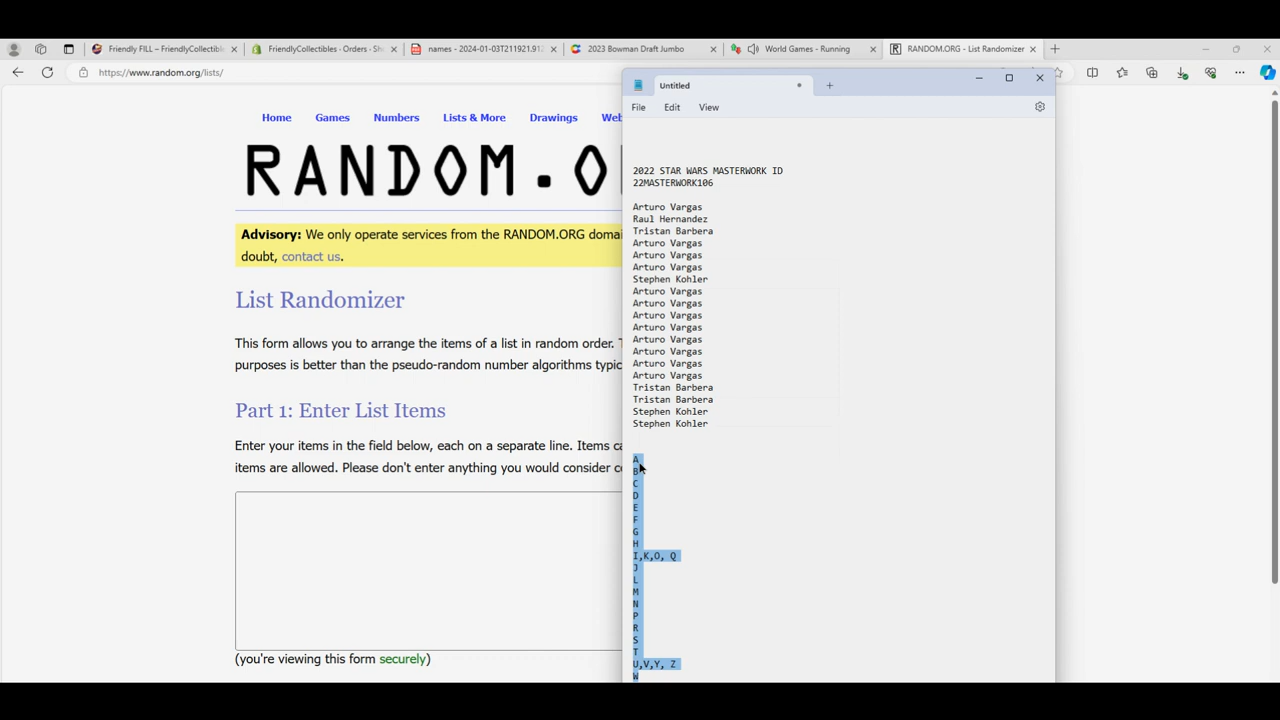 Friendly FILL – FriendlyCollectible
FriendlyCollectibles - Orders - Sh
names - 2024-01-03T211921.91
2023 Bowman Draft Jumbo
World Games - Running
RANDOM.ORG - List Randomizer
https://www.random.org/lists/
Untitled
File Edit View
Home Games Numbers Lists & More Drawings Web
RANDOM.O
2022 STAR WARS MASTERWORK ID
22MASTERWORK106
Arturo Vargas
Raul Hernandez
Tristan Barbera
Arturo Vargas
Arturo Vargas
Arturo Vargas
Stephen Kohler
Arturo Vargas
Arturo Vargas
Arturo Vargas
Arturo Vargas
Arturo Vargas
Arturo Vargas
Arturo Vargas
Arturo Vargas
Tristan Barbera
Tristan Barbera
Stephen Kohler
Stephen Kohler
A
B
C
D
E
F
G
H
I,K,O, Q
J
L
M
N
P
R
S
T
U,V,Y, Z
W
Advisory: We only operate services from the RANDOM.ORG domai
doubt, contact us.
List Randomizer
This form allows you to arrange the items of a list in random order.
purposes is better than the pseudo-random number algorithms typic
Part 1: Enter List Items
Enter your items in the field below, each on a separate line. Items ca
items are allowed. Please don't enter anything you would consider c
(you're viewing this form securely)